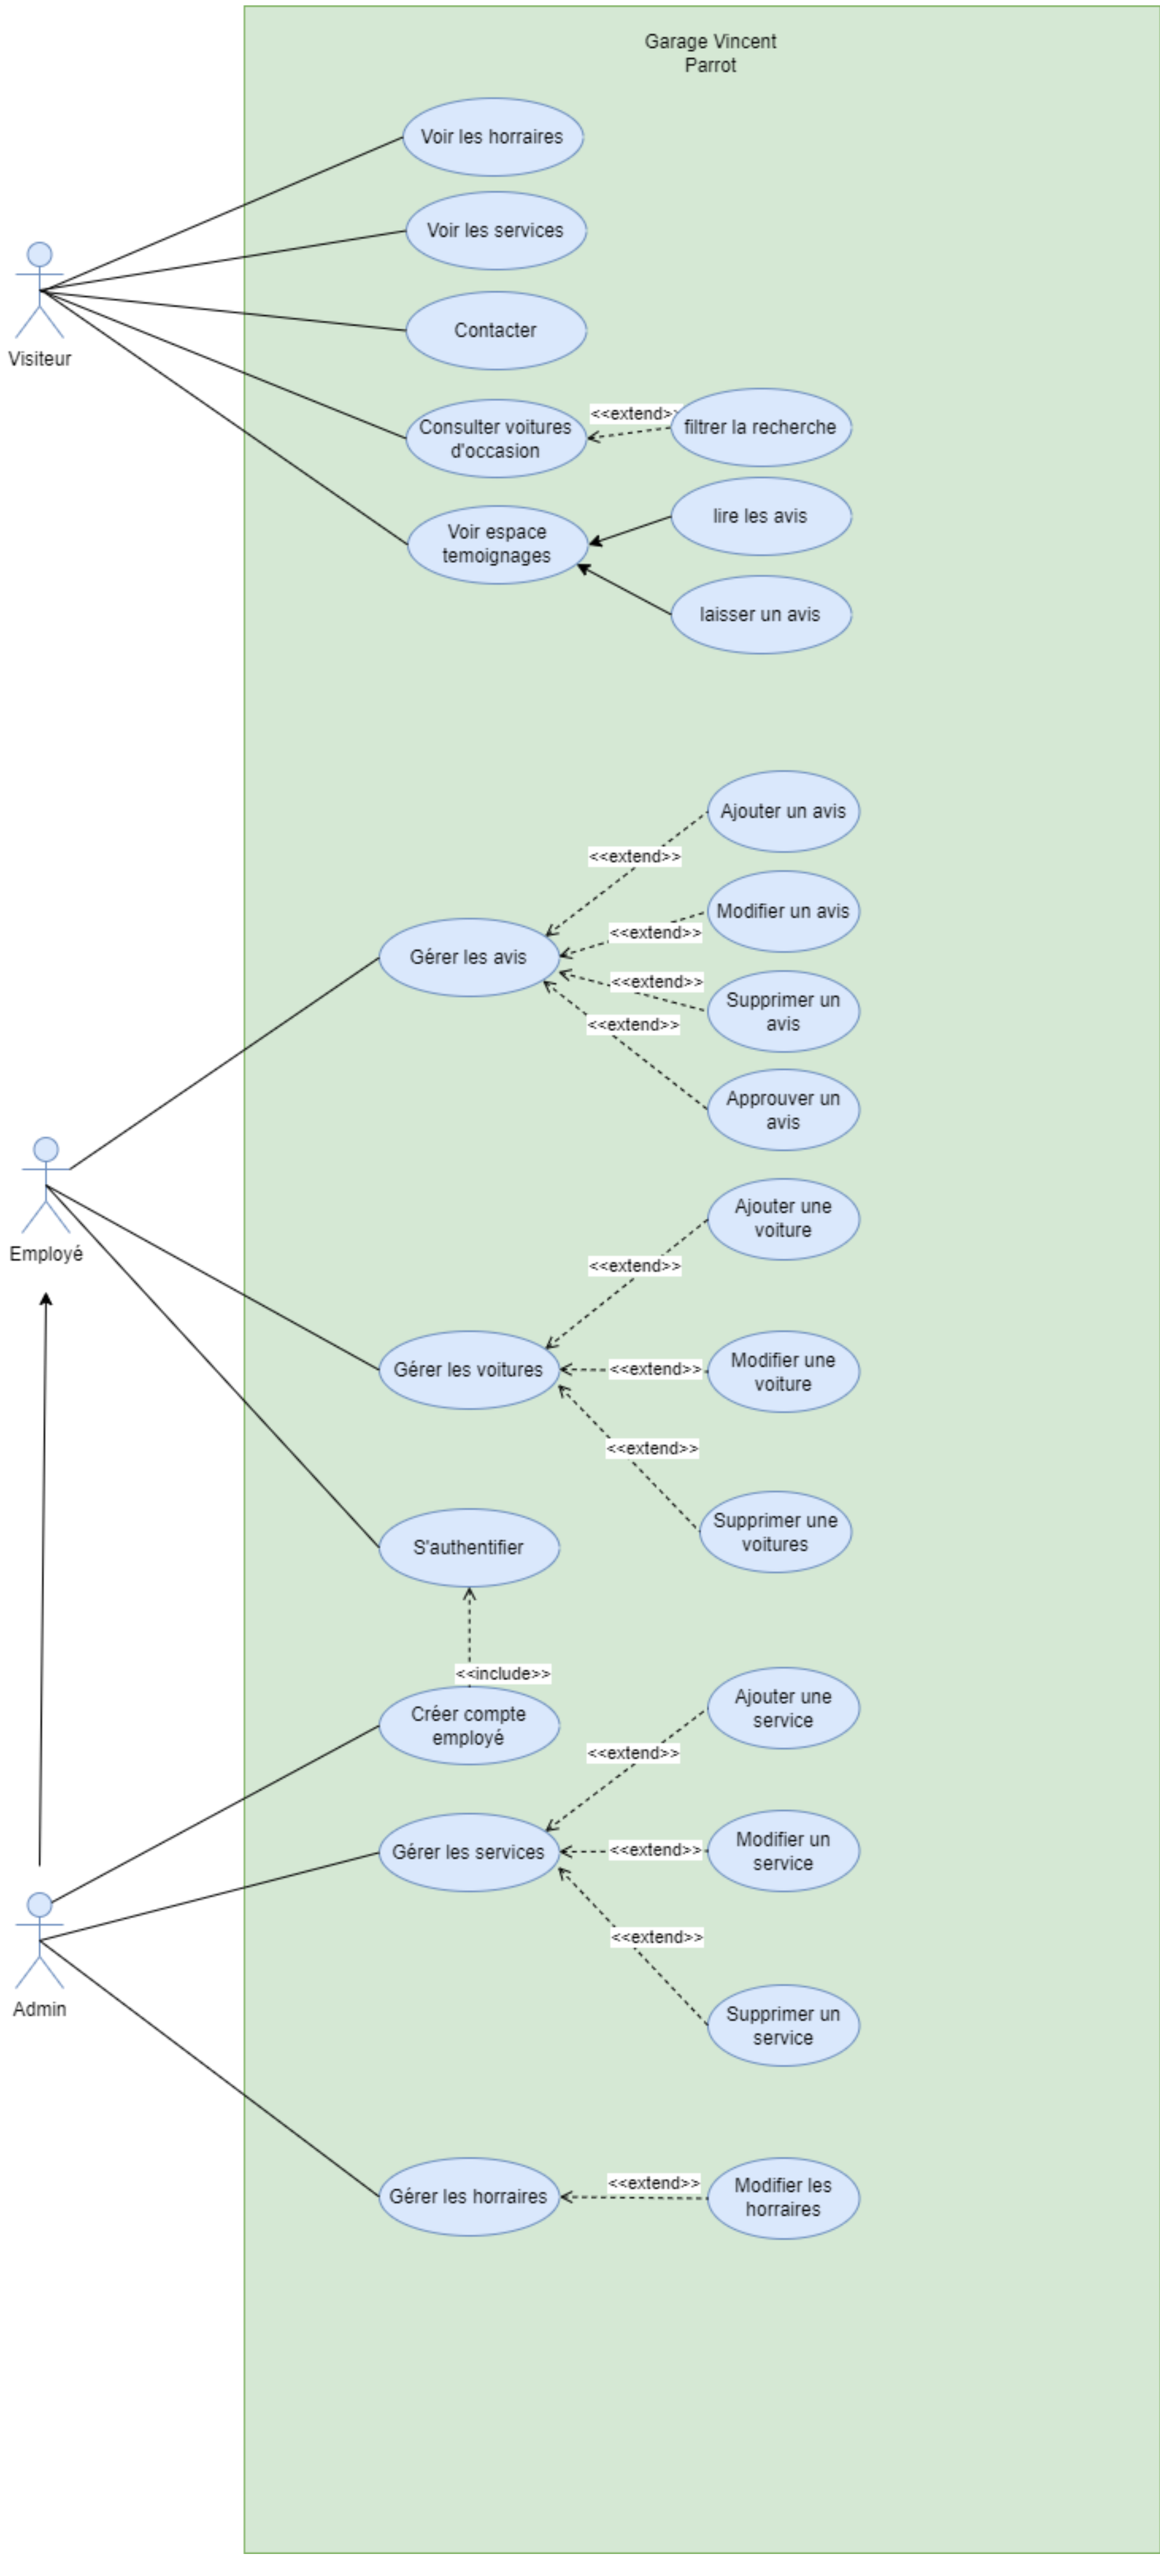 Garage Vincent
Parrot
Voir les horraires
Voir les services
Contacter
Visiteur
<<extend>>
filtrer la recherche
Consulter voitures
d'occasion
lire les avis
Voir espace
temoignages
laisser un avis
Ajouter un avis
<<extend>>
Modifier un avis
<<extend>>
Gérer les avis
<<extend>>
Supprimer un
avis
<<extend>>
Approuver un
avis
Employé
Ajouter une
voiture
<<extend>>
Gérer les voitures
<<extend>>
Modifier une
voiture
<<extend>>
Supprimer une
voitures
S'authentifier
<<include>>
Créer compte
employé
Ajouter une
service
<<extend>>
Gérer les services
<<extend>>
Modifier un
service
<<extend>>
Admin
Supprimer un
service
Gérer les horraires
<<extend>>
Modifier les
horraires